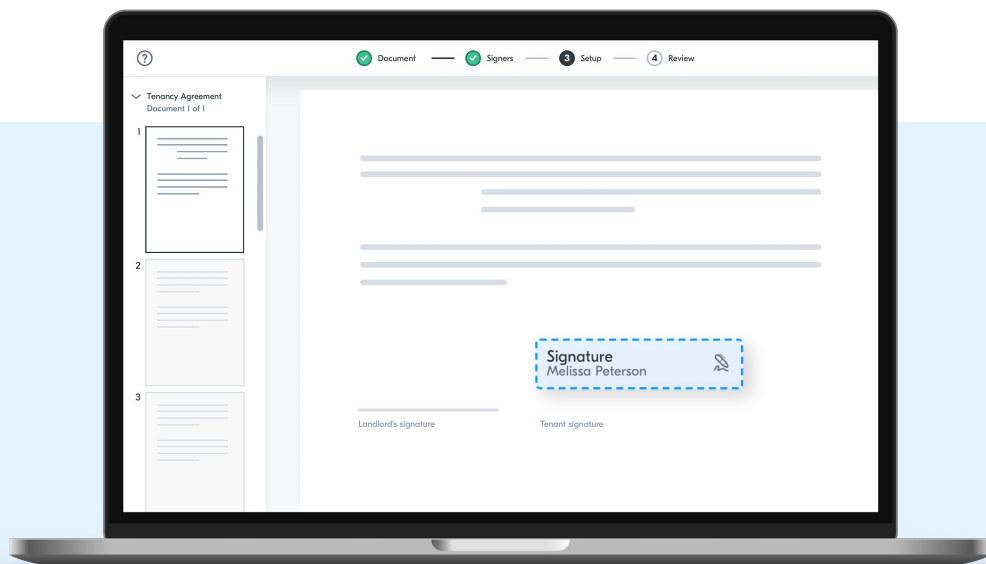 ?
Document
Signers
3 Setup
4 Review
Tenancy Agreement
Document 1 of 1
1
2
3
Signature
Melissa Peterson
Landlord's signature
Tenant signature